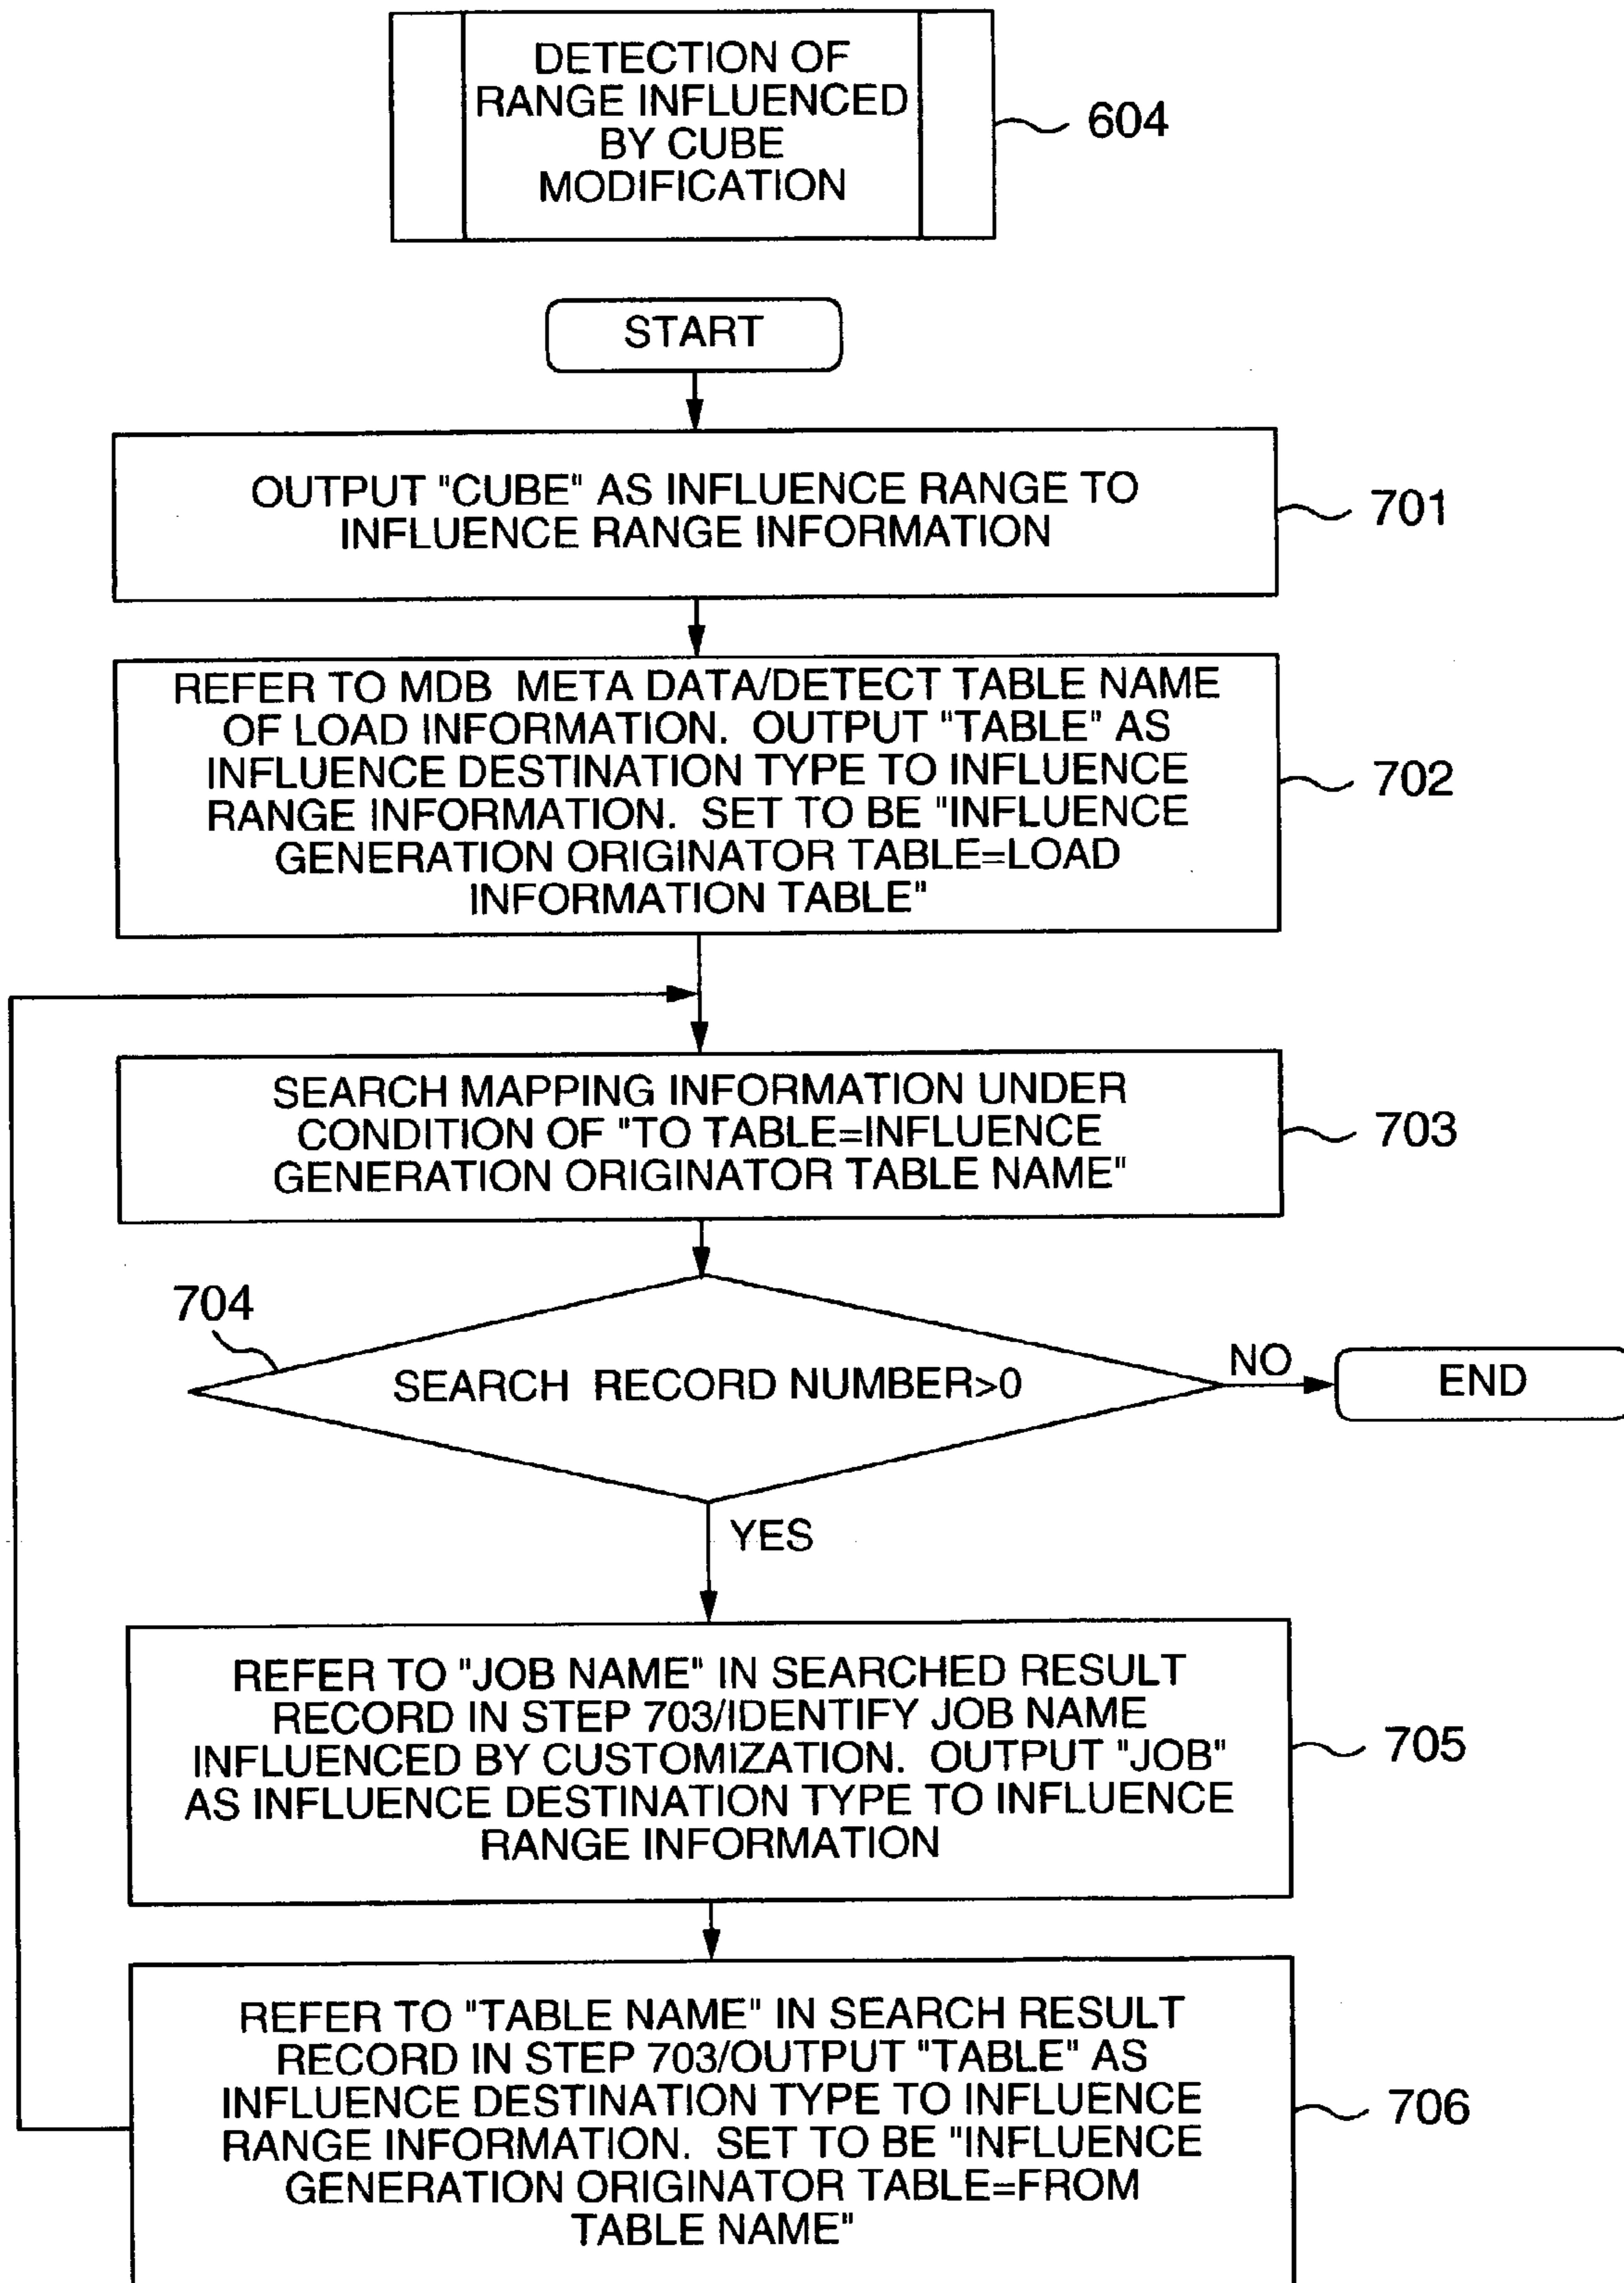 DETECTION OF
RANGE INFLUENCED
BY CUBE
MODIFICATION
604
START
OUTPUT "CUBE" AS INFLUENCE RANGE TO
INFLUENCE RANGE INFORMATION
701
REFER TO MDB META DATA/DETECT TABLE NAME
OF LOAD INFORMATION. OUTPUT "TABLE" AS
INFLUENCE DESTINATION TYPE TO INFLUENCE
RANGE INFORMATION. SET TO BE "INFLUENCE
GENERATION ORIGINATOR TABLE=LOAD
INFORMATION TABLE"
702
SEARCH MAPPING INFORMATION UNDER
CONDITION OF "TO TABLE=INFLUENCE
GENERATION ORIGINATOR TABLE NAME"
703
704
SEARCH RECORD NUMBER>0
NO
END
YES
REFER TO "JOB NAME" IN SEARCHED RESULT
RECORD IN STEP 703/IDENTIFY JOB NAME
INFLUENCED BY CUSTOMIZATION. OUTPUT "JOB"
AS INFLUENCE DESTINATION TYPE TO INFLUENCE
RANGE INFORMATION
705
REFER TO "TABLE NAME" IN SEARCH RESULT
RECORD IN STEP 703/OUTPUT "TABLE" AS
INFLUENCE DESTINATION TYPE TO INFLUENCE
RANGE INFORMATION. SET TO BE "INFLUENCE
GENERATION ORIGINATOR TABLE=FROM
TABLE NAME"
706